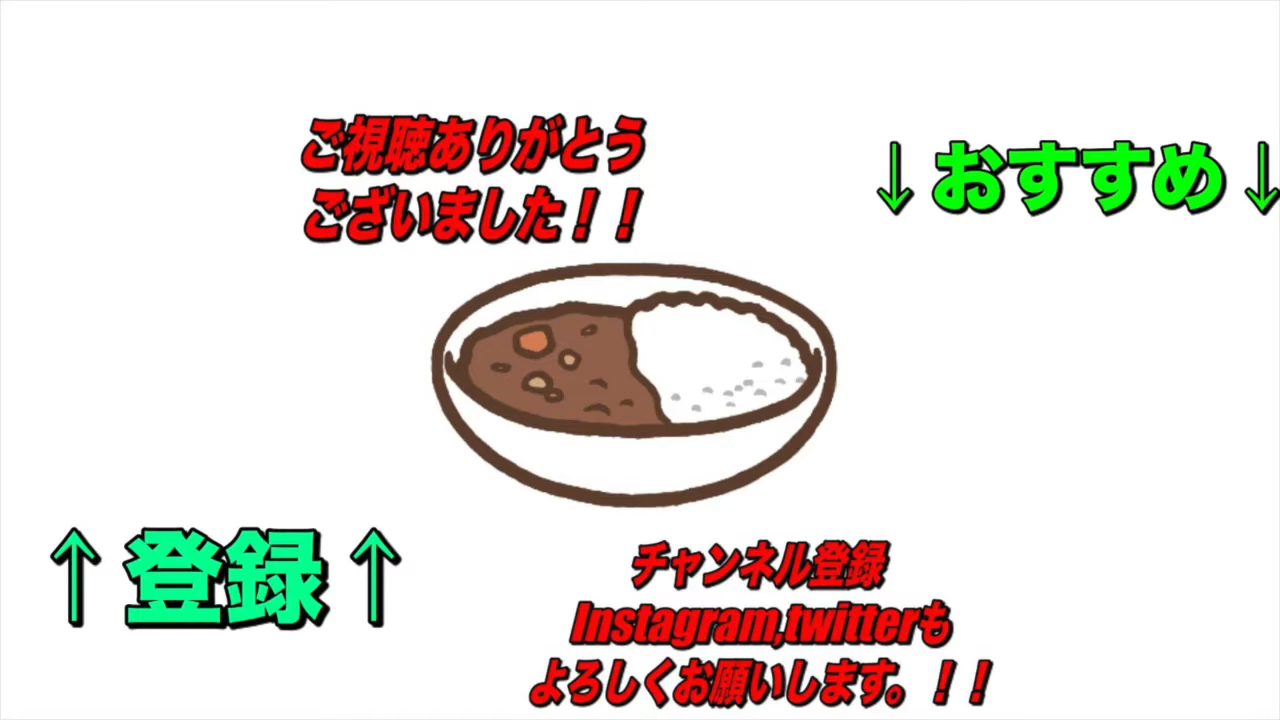 ご視聴ありがとう
ございました！！
↓おすすめ↓
↑登録↑
チャンネル登録
Instagram,twitterも
よろしくお願いします。！！